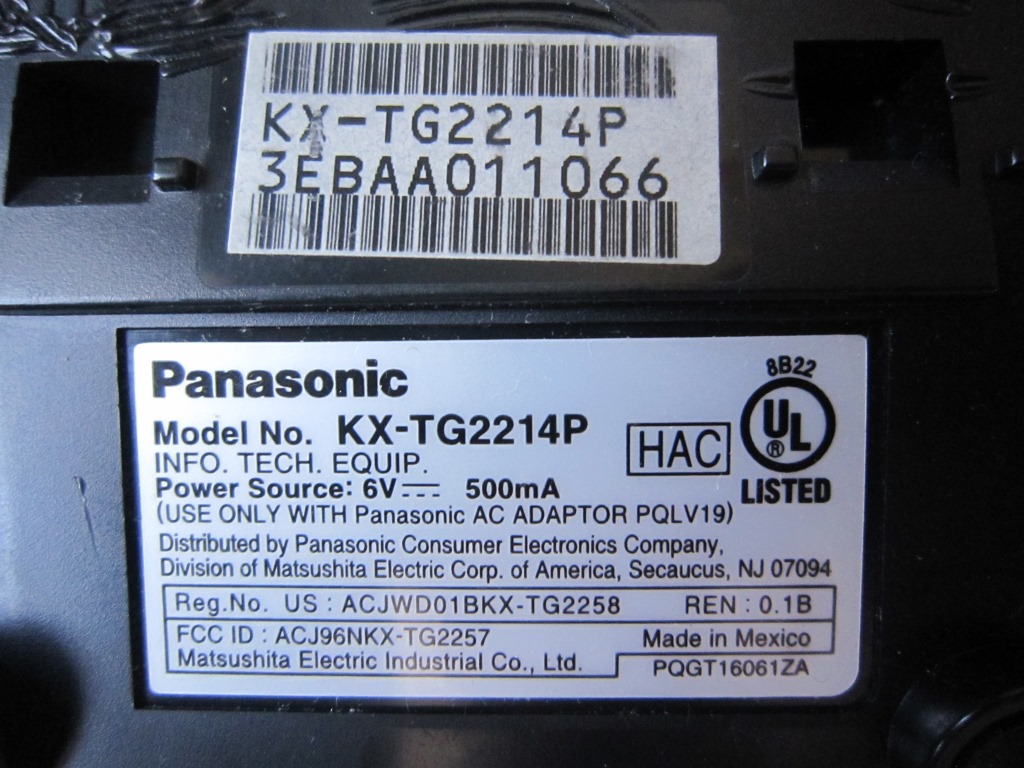 KX-TG2214P
3EBAA011066
Panasonic
Model No. KX-TG2214P
INFO. TECH. EQUIP.
Power Source: 6V⎓ 500mA
(USE ONLY WITH Panasonic AC ADAPTOR PQLV19)
HAC
8B22
UL
®
LISTED
Distributed by Panasonic Consumer Electronics Company,
Division of Matsushita Electric Corp. of America, Secaucus, NJ 07094
Reg.No. US : ACJWD01BKX-TG2258 REN : 0.1B
FCC ID : ACJ96NKX-TG2257 Made in Mexico
Matsushita Electric Industrial Co., Ltd. PQGT16061ZA